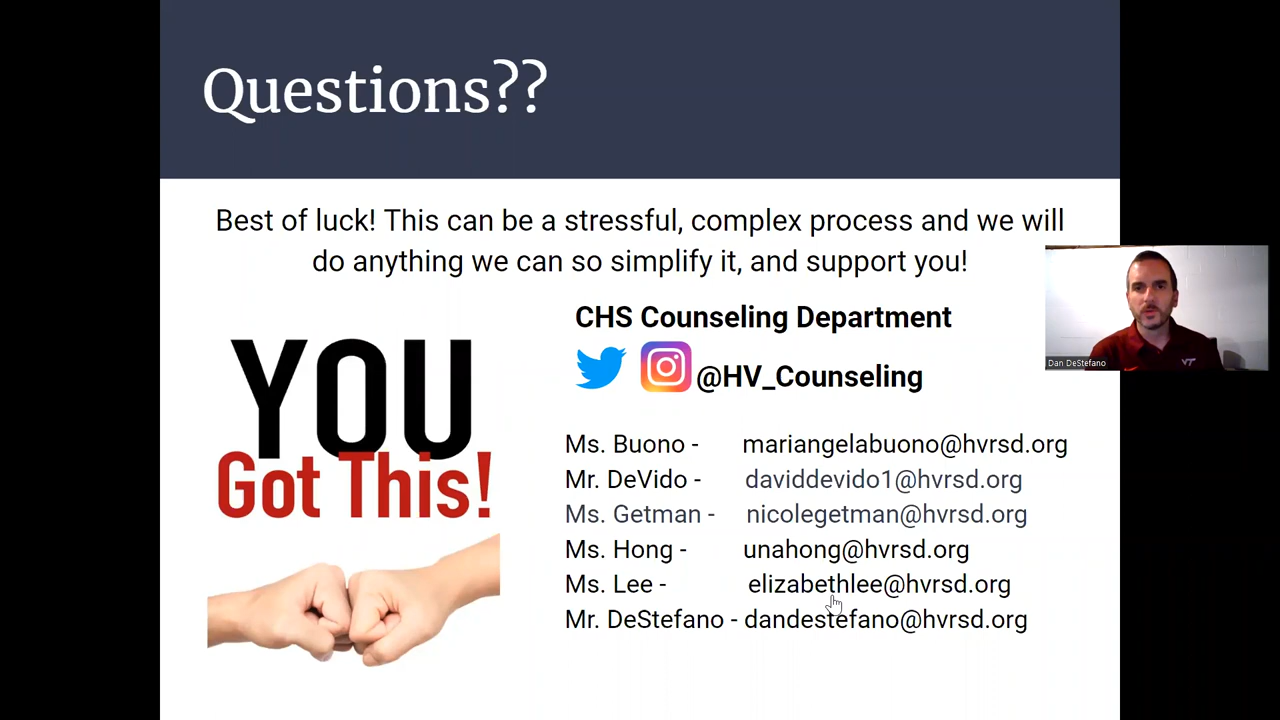 Questions??
Best of luck! This can be a stressful, complex process and we will
do anything we can so simplify it, and support you!
CHS Counseling Department
@HV_Counseling
YOU
Got This!
Ms. Buono - mariangelabuono@hvrsd.org
Mr. DeVido - daviddevido1@hvrsd.org
Ms. Getman - nicolegetman@hvrsd.org
Ms. Hong - unahong@hvrsd.org
Ms. Lee - elizabethlee@hvrsd.org
Mr. DeStefano - dandestefano@hvrsd.org
Dan DeStefano
VT